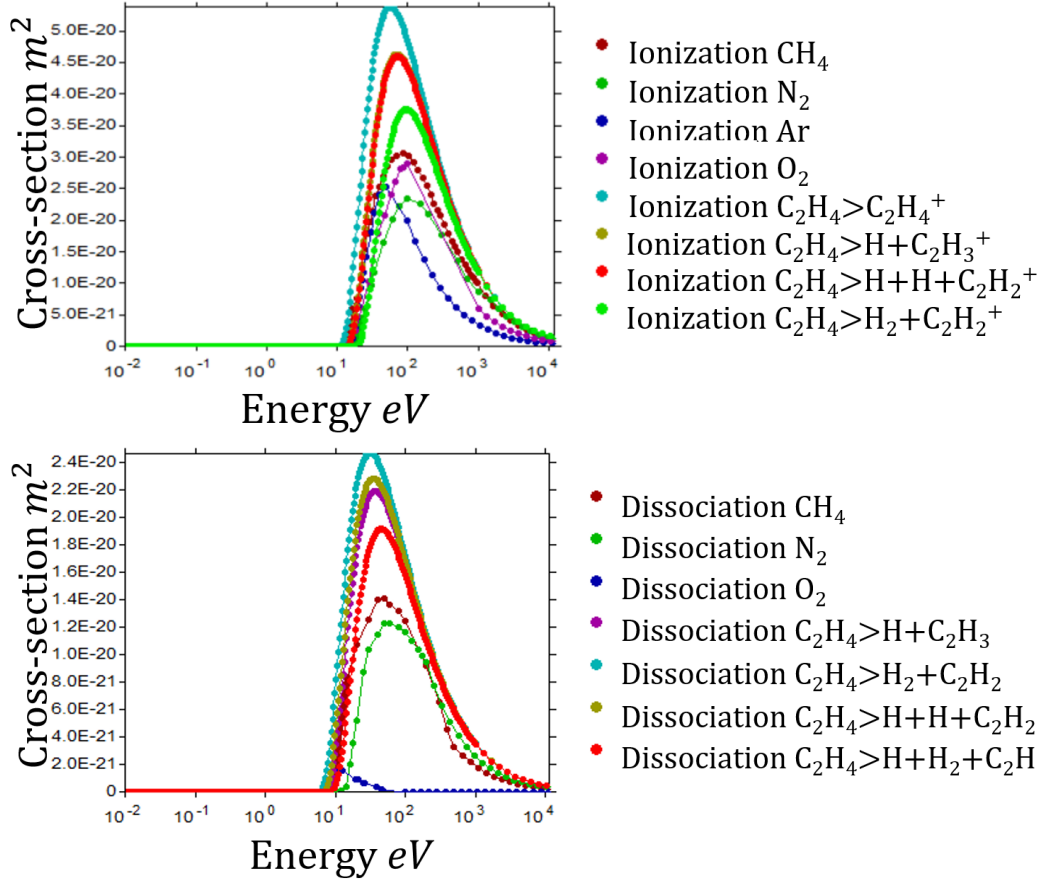 Cross-section m²
5.0E-20
4.5E-20
4.0E-20
3.5E-20
3.0E-20
2.5E-20
2.0E-20
1.5E-20
1.0E-20
5.0E-21
0
10⁻² 10⁻¹ 10⁰ 10¹ 10² 10³ 10⁴
Energy eV
Ionization CH₄
Ionization N₂
Ionization Ar
Ionization O₂
Ionization C₂H₄>C₂H₄⁺
Ionization C₂H₄>H+C₂H₃⁺
Ionization C₂H₄>H+H+C₂H₂⁺
Ionization C₂H₄>H₂+C₂H₂⁺
Cross-section m²
2.4E-20
2.2E-20
2.0E-20
1.8E-20
1.6E-20
1.4E-20
1.2E-20
1.0E-20
8.0E-21
6.0E-21
4.0E-21
2.0E-21
0
10⁻² 10⁻¹ 10⁰ 10¹ 10² 10³ 10⁴
Energy eV
Dissociation CH₄
Dissociation N₂
Dissociation O₂
Dissociation C₂H₄>H+C₂H₃
Dissociation C₂H₄>H₂+C₂H₂
Dissociation C₂H₄>H+H+C₂H₂
Dissociation C₂H₄>H+H₂+C₂H